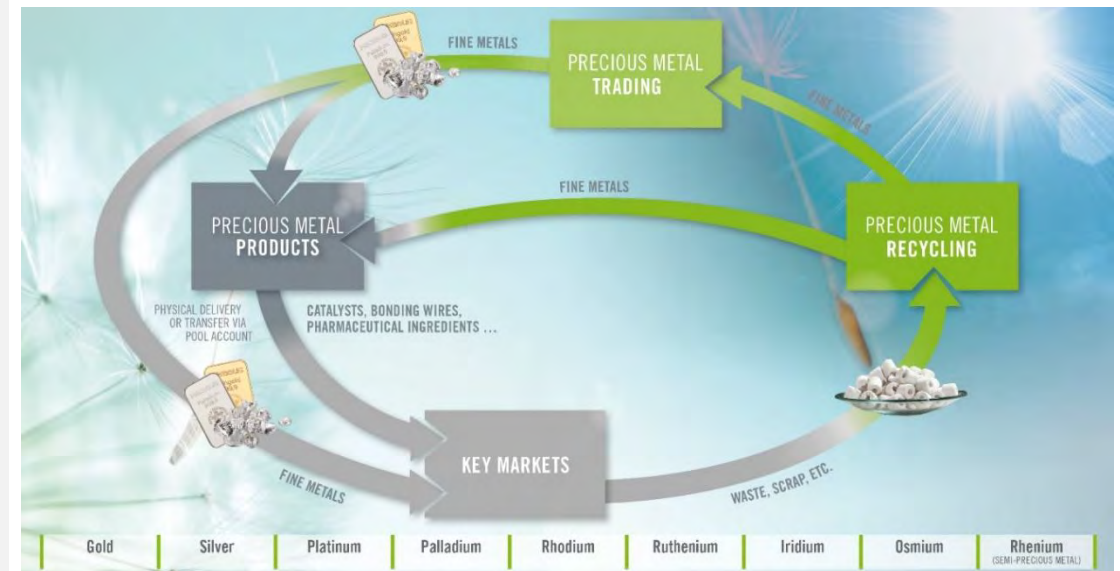 FINE METALS
PRECIOUS METAL
TRADING
FINE METALS
FINE METALS
PRECIOUS METAL
PRODUCTS
PRECIOUS METAL
RECYCLING
PHYSICAL DELIVERY
OR TRANSFER VIA
POOL ACCOUNT
CATALYSTS, BONDING WIRES,
PHARMACEUTICAL INGREDIENTS ...
KEY MARKETS
FINE METALS
WASTE, SCRAP, ETC.
Gold
Silver
Platinum
Palladium
Rhodium
Ruthenium
Iridium
Osmium
Rhenium
(SEMI-PRECIOUS METAL)